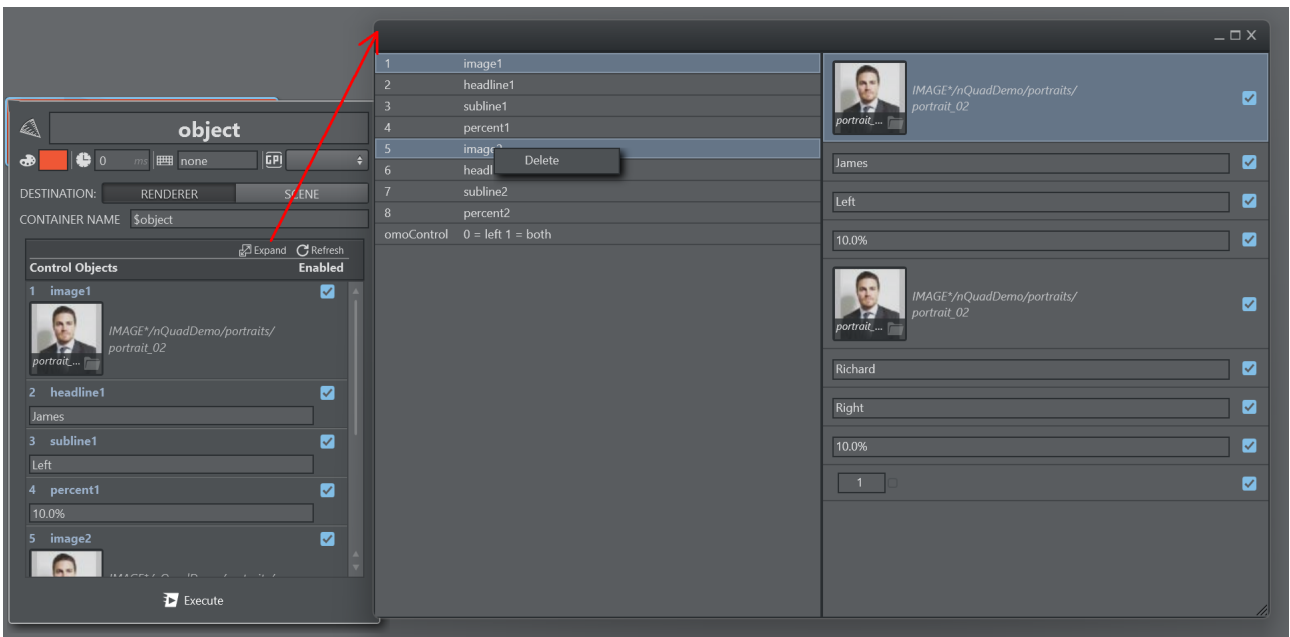 object
0 ms none GPI
DESTINATION: RENDERER SCENE
CONTAINER NAME $object
Expand Refresh
Control Objects Enabled
1 image1
IMAGE*/nQuadDemo/portraits/
portrait_02
portrait_...
2 headline1
James
3 subline1
Left
4 percent1
10.0%
5 image2
Execute
1 image1
2 headline1
3 subline1
4 percent1
5
6
7 subline2
8 percent2
omoControl 0 = left 1 = both
Delete
IMAGE*/nQuadDemo/portraits/
portrait_02
portrait_...
James
Left
10.0%
IMAGE*/nQuadDemo/portraits/
portrait_02
portrait_...
Richard
Right
10.0%
1